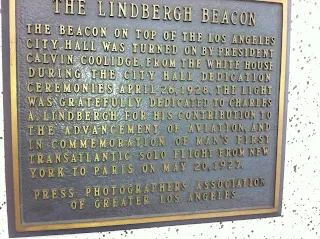 THE LINDBERGH BEACON
THE BEACON ON TOP OF THE LOS ANGELES
CITY HALL WAS TURNED ON BY PRESIDENT
CALVIN COOLIDGE, FROM THE WHITE HOUSE
DURING THE CITY HALL DEDICATION
CEREMONIES APRIL 26, 1928. THE LIGHT
WAS GRATEFULLY DEDICATED TO CHARLES
A. LINDBERGH FOR HIS CONTRIBUTION TO
THE ADVANCEMENT OF AVIATION, AND
IN COMMEMORATION OF MAN'S FIRST
TRANSATLANTIC SOLO FLIGHT FROM NEW
YORK TO PARIS ON MAY 20, 1927.
PRESS PHOTOGRAPHERS ASSOCIATION
OF GREATER LOS ANGELES